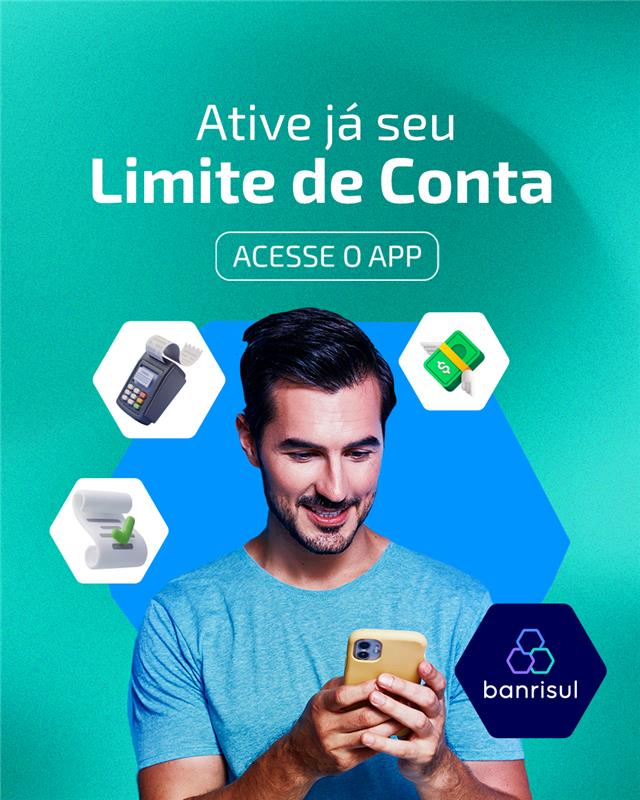 Ative já seu
Limite de Conta
ACESSE O APP
$
banrisul